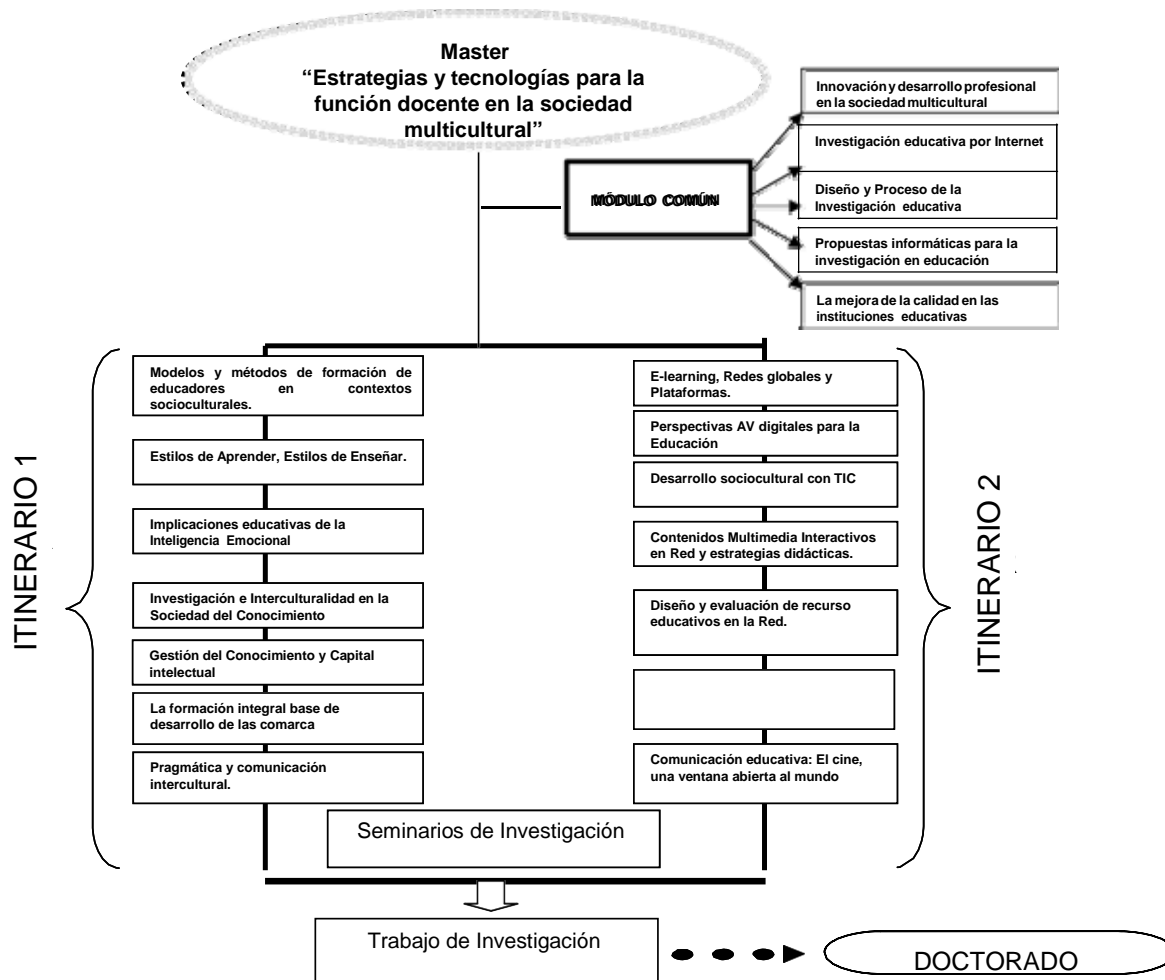 Master
“Estrategias y tecnologías para la
función docente en la sociedad
multicultural”
MÓDULO COMÚN
Innovación y desarrollo profesional
en la sociedad multicultural
Investigación educativa por Internet
Diseño y Proceso de la
Investigación educativa
Propuestas informáticas para la
investigación en educación
La mejora de la calidad en las
instituciones educativas
ITINERARIO 1
Modelos y métodos de formación de
educadores en contextos
socioculturales.
Estilos de Aprender, Estilos de Enseñar.
Implicaciones educativas de la
Inteligencia Emocional
Investigación e Interculturalidad en la
Sociedad del Conocimiento
Gestión del Conocimiento y Capital
intelectual
La formación integral base de
desarrollo de las comarca
Pragmática y comunicación
intercultural.
E-learning, Redes globales y
Plataformas.
Perspectivas AV digitales para la
Educación
Desarrollo sociocultural con TIC
Contenidos Multimedia Interactivos
en Red y estrategias didácticas.
Diseño y evaluación de recurso
educativos en la Red.
Comunicación educativa: El cine,
una ventana abierta al mundo
ITINERARIO 2
Seminarios de Investigación
Trabajo de Investigación
DOCTORADO